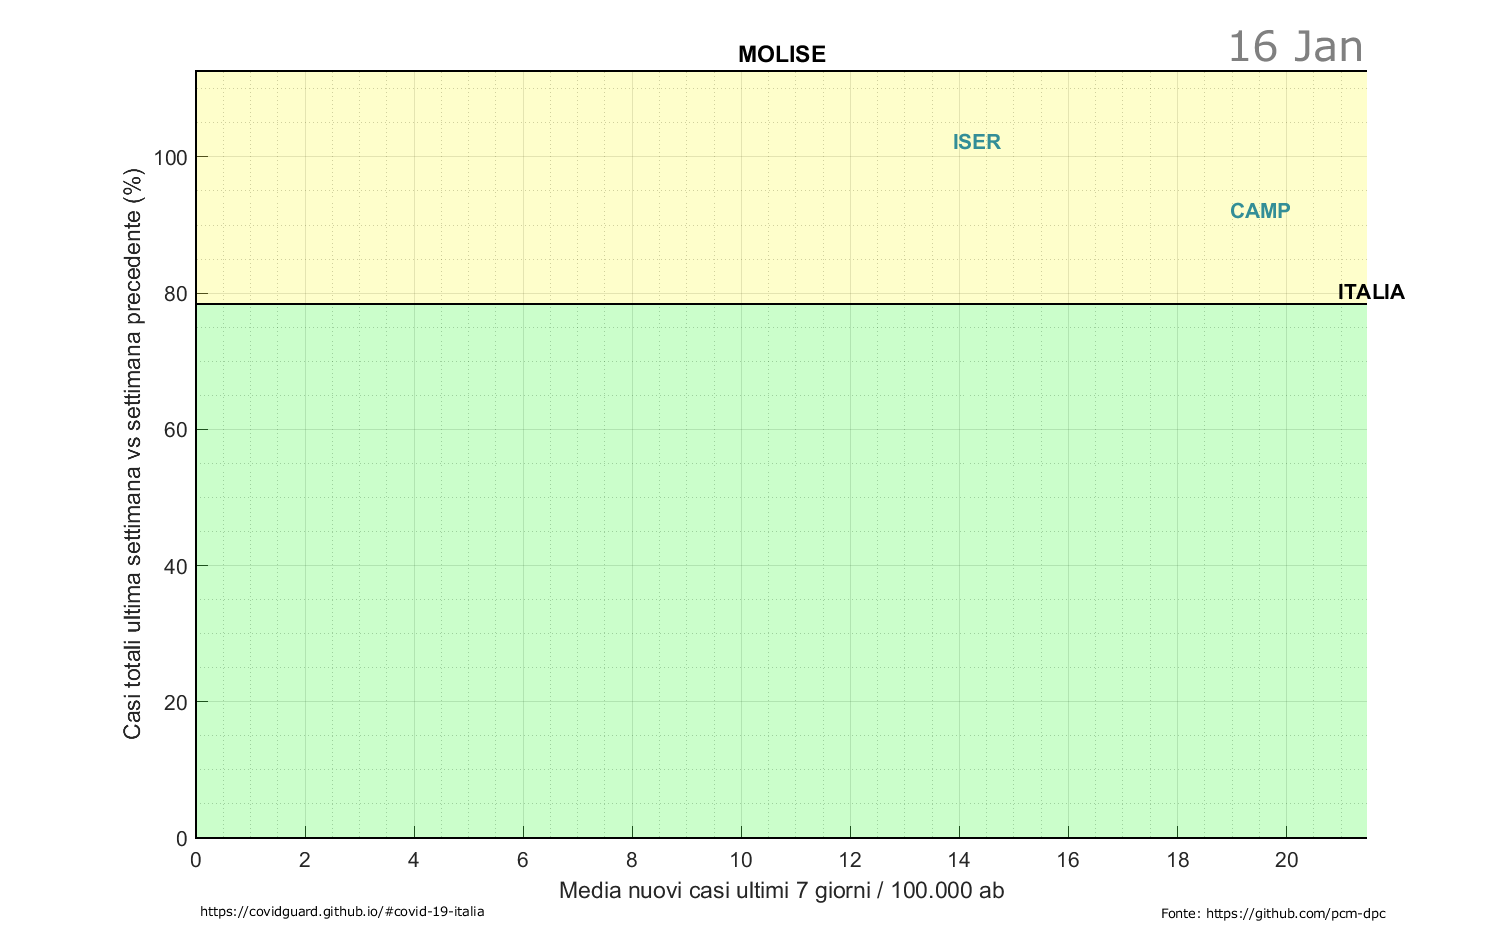 MOLISE
16 Jan
ISER
CAMP
ITALIA
Casi totali ultima settimana vs settimana precedente (%)
100
80
60
40
20
0
0 2 4 6 8 10 12 14 16 18 20
Media nuovi casi ultimi 7 giorni / 100.000 ab
https://covidguard.github.io/#covid-19-italia
Fonte: https://github.com/pcm-dpc